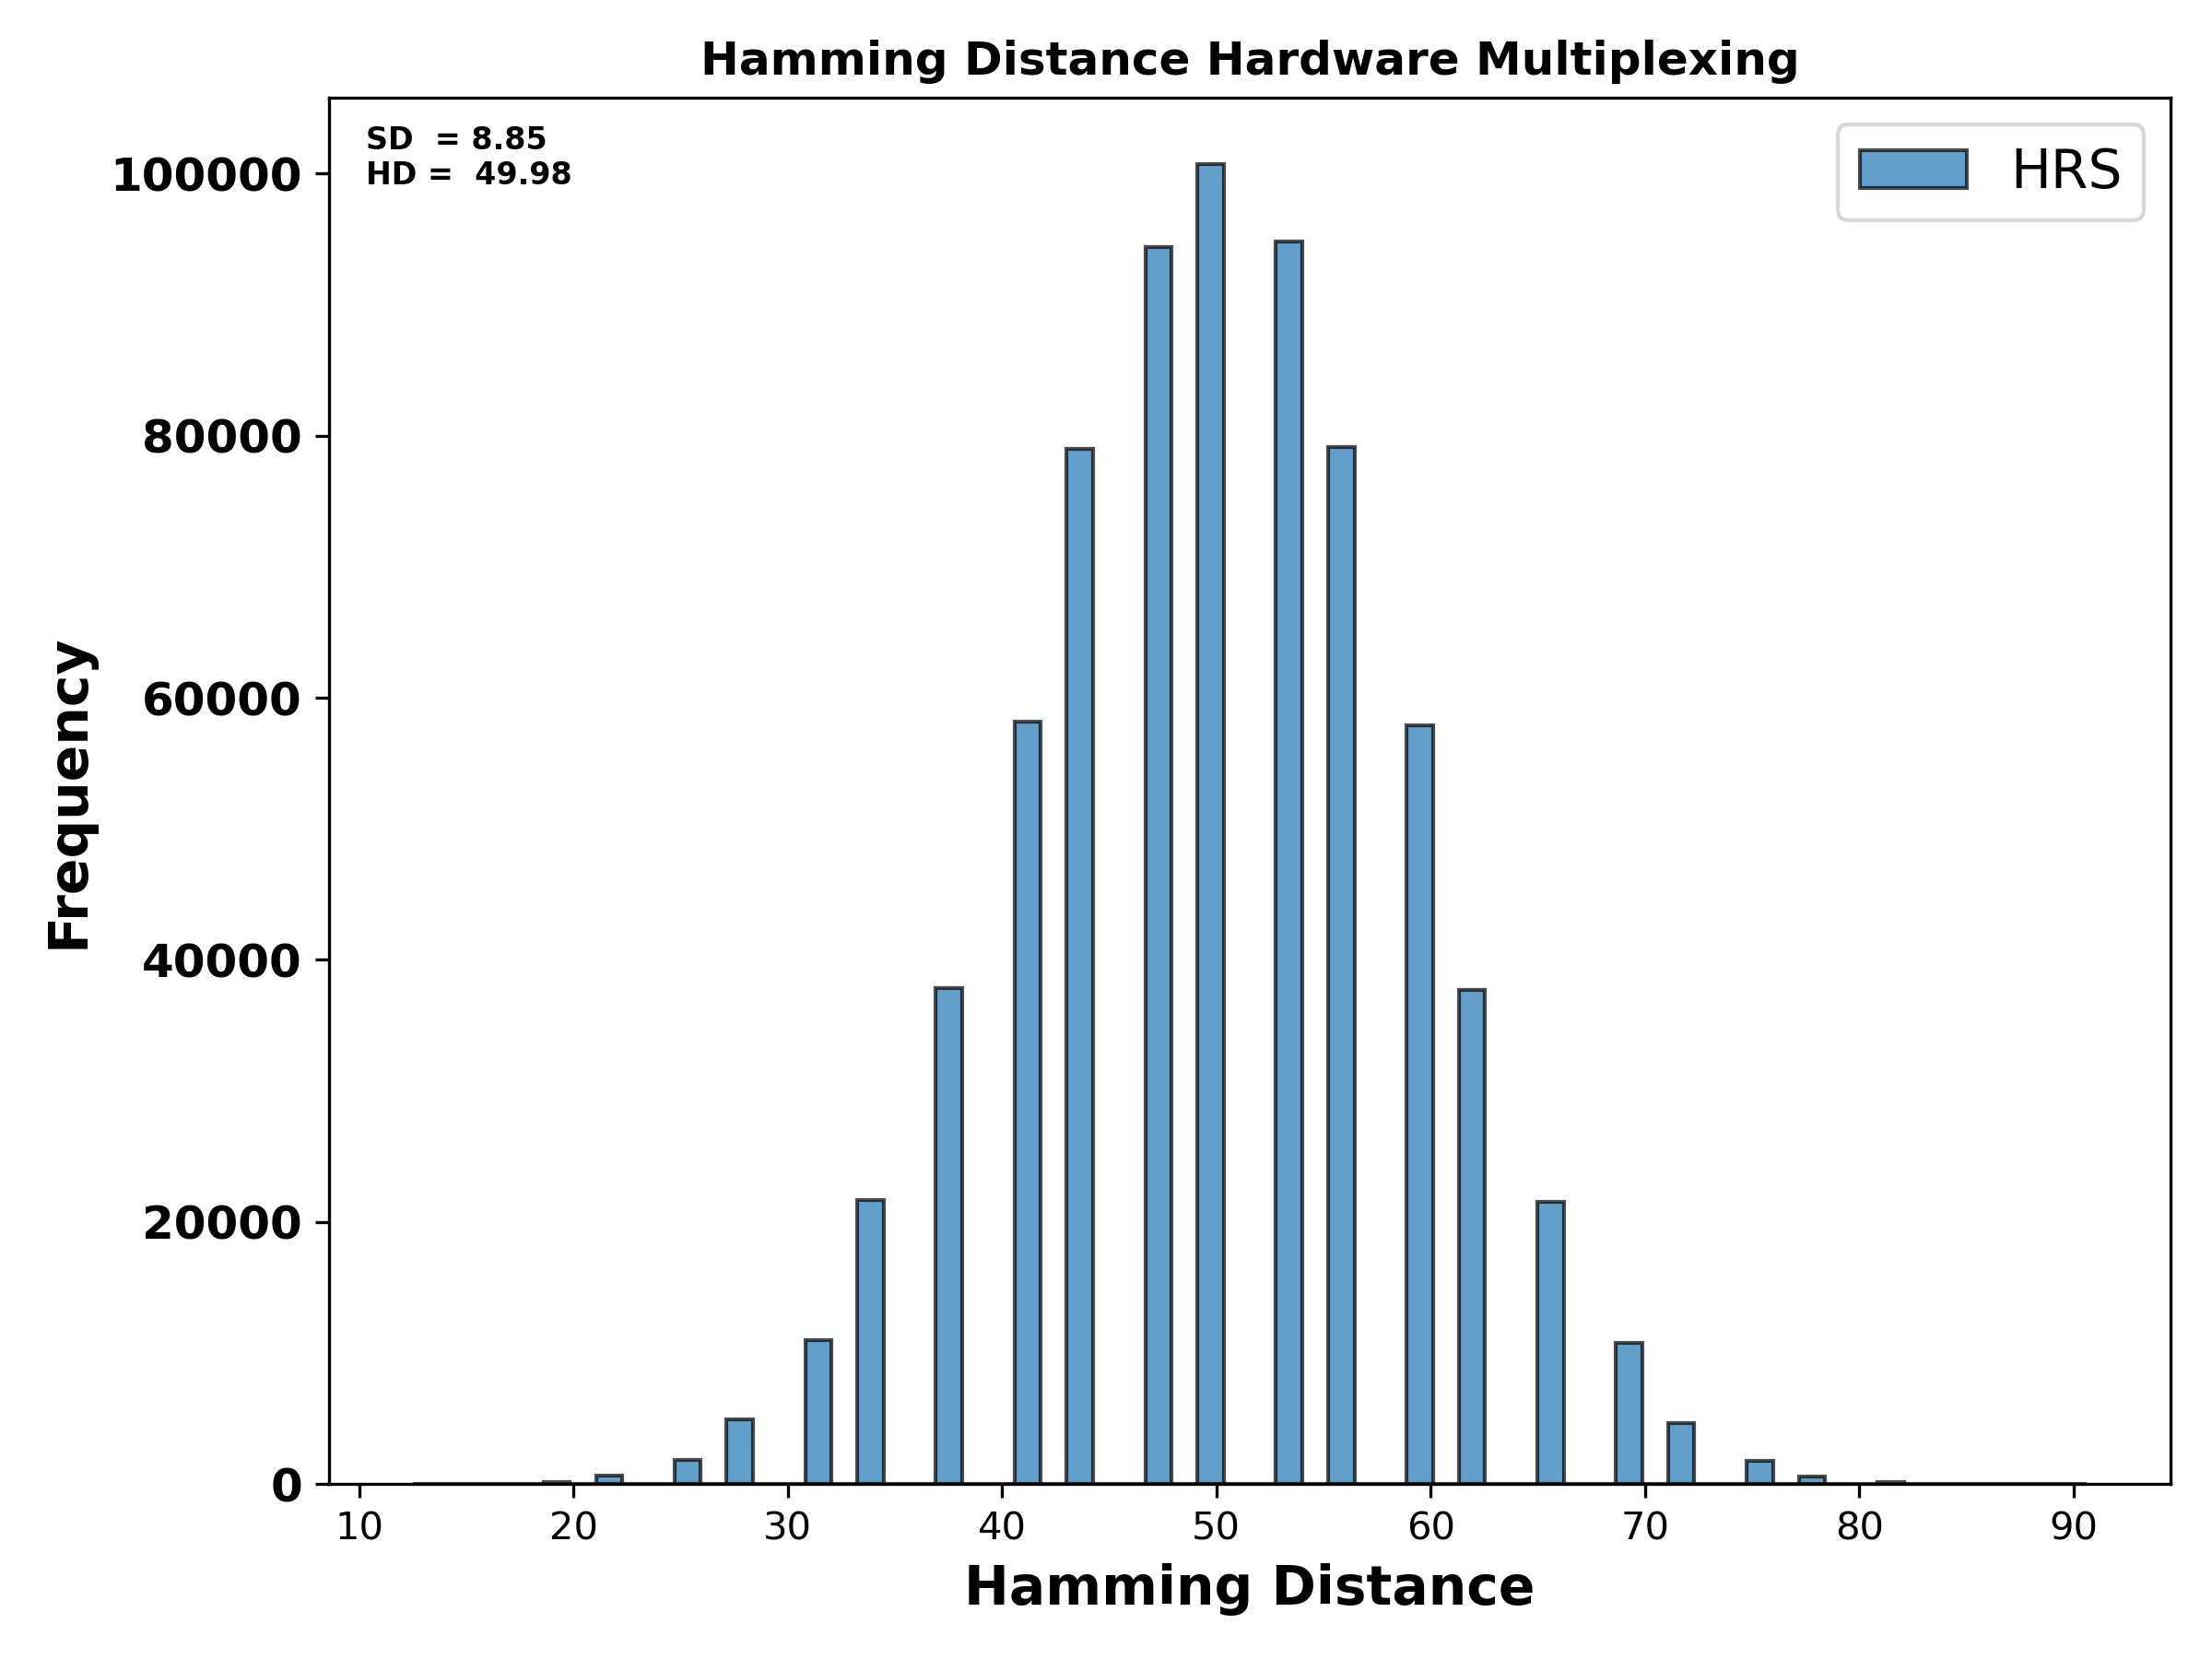 Hamming Distance Hardware Multiplexing
SD  = 8.85
HD =  49.98
HRS
100000
80000
60000
40000
20000
0
Frequency
10 20 30 40 50 60 70 80 90
Hamming Distance